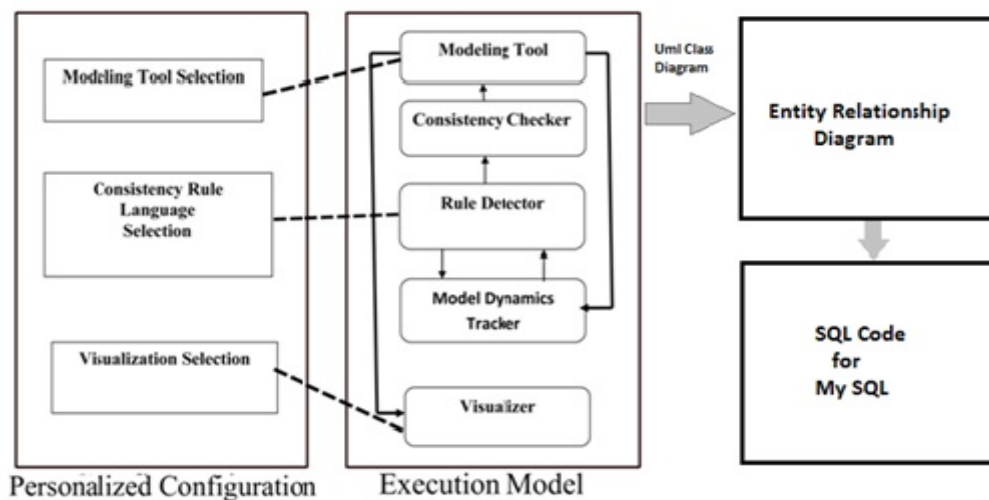 Modeling Tool Selection
Consistency Rule
Language
Selection
Visualization Selection
Personalized Configuration
Modeling Tool
Consistency Checker
Rule Detector
Model Dynamics
Tracker
Visualizer
Execution Model
Uml Class
Diagram
Entity Relationship
Diagram
SQL Code
for
My SQL